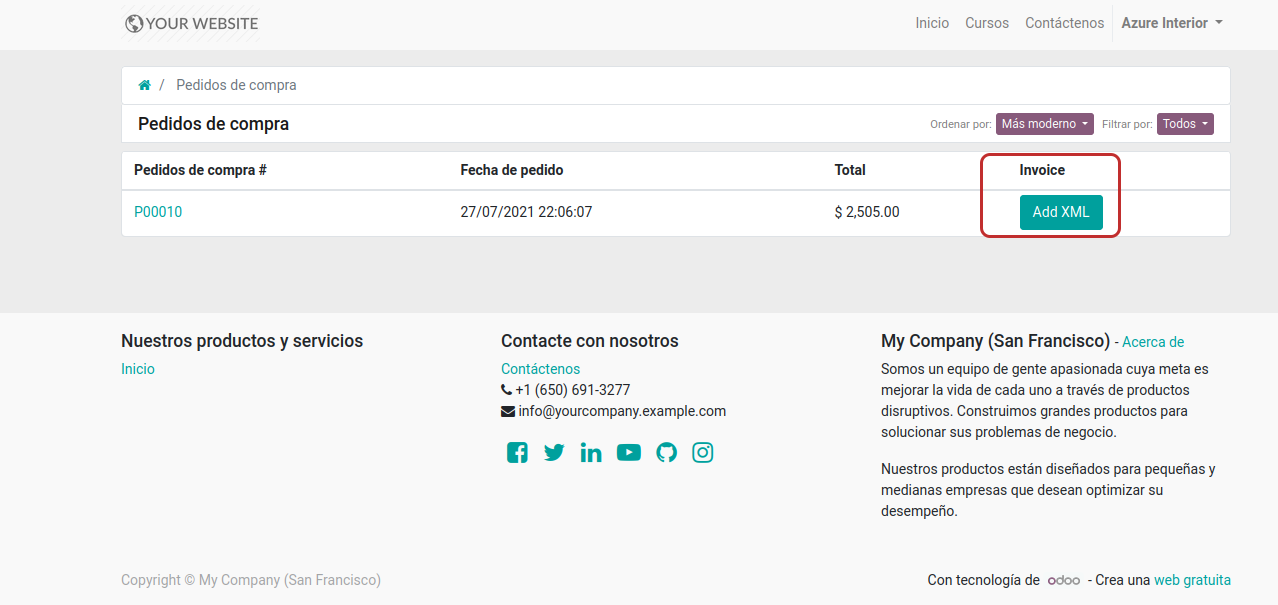 YOUR WEBSITE
Inicio Cursos Contáctenos Azure Interior
/ Pedidos de compra
Pedidos de compra
Ordenar por: Más moderno Filtrar por: Todos
Pedidos de compra # Fecha de pedido Total Invoice
P00010 27/07/2021 22:06:07 $ 2,505.00 Add XML
Nuestros productos y servicios
Inicio
Contacte con nosotros
Contáctenos
+1 (650) 691-3277
info@yourcompany.example.com
My Company (San Francisco) - Acerca de
Somos un equipo de gente apasionada cuya meta es
mejorar la vida de cada uno a través de productos
disruptivos. Construimos grandes productos para
solucionar sus problemas de negocio.
Nuestros productos están diseñados para pequeñas y
medianas empresas que desean optimizar su
desempeño.
Copyright © My Company (San Francisco)
Con tecnología de odoo - Crea una web gratuita